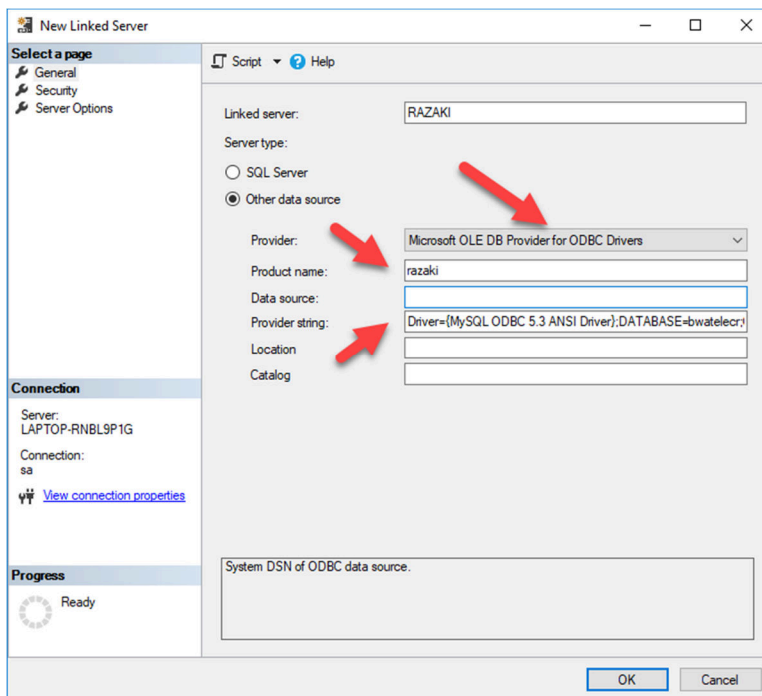 New Linked Server
Select a page
General
Security
Server Options
Script
Help
Linked server:
RAZAKI
Server type:
SQL Server
Other data source
Provider:
Microsoft OLE DB Provider for ODBC Drivers
Product name:
razaki
Data source:
Provider string:
Driver={MySQL ODBC 5.3 ANSI Driver};DATABASE=bwatelecr;
Location
Catalog
Connection
Server:
LAPTOP-RNBL9P1G
Connection:
sa
View connection properties
Progress
Ready
System DSN of ODBC data source.
OK
Cancel